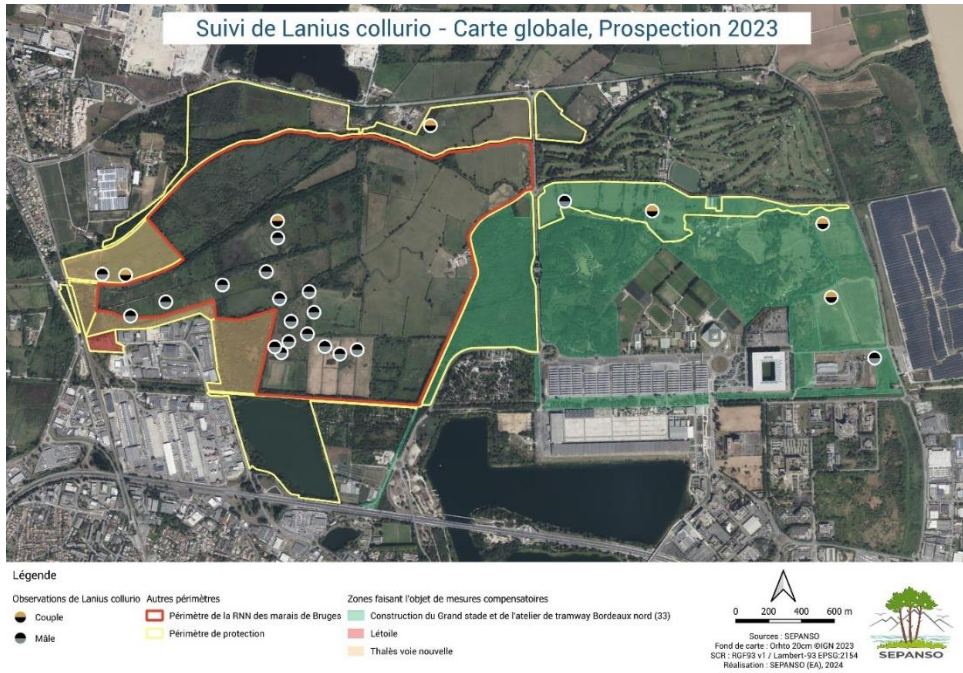 Suivi de Lanius collurio - Carte globale, Prospection 2023
Légende
Observations de Lanius collurio
Couple
Mâle
Autres périmètres
Périmètre de la RNN des marais de Bruges
Périmètre de protection
Zones faisant l'objet de mesures compensatoires
Construction du Grand stade et de l'atelier de tramway Bordeaux nord (33)
Létoile
Thalès voie nouvelle
0 200 400 600 m
Sources : SEPANSO
Fond de carte : Orhto 20cm ©IGN 2023
SCR : RGF93 v1 / Lambert-93 EPSG:2154
Réalisation : SEPANSO (EA), 2024
SEPANSO